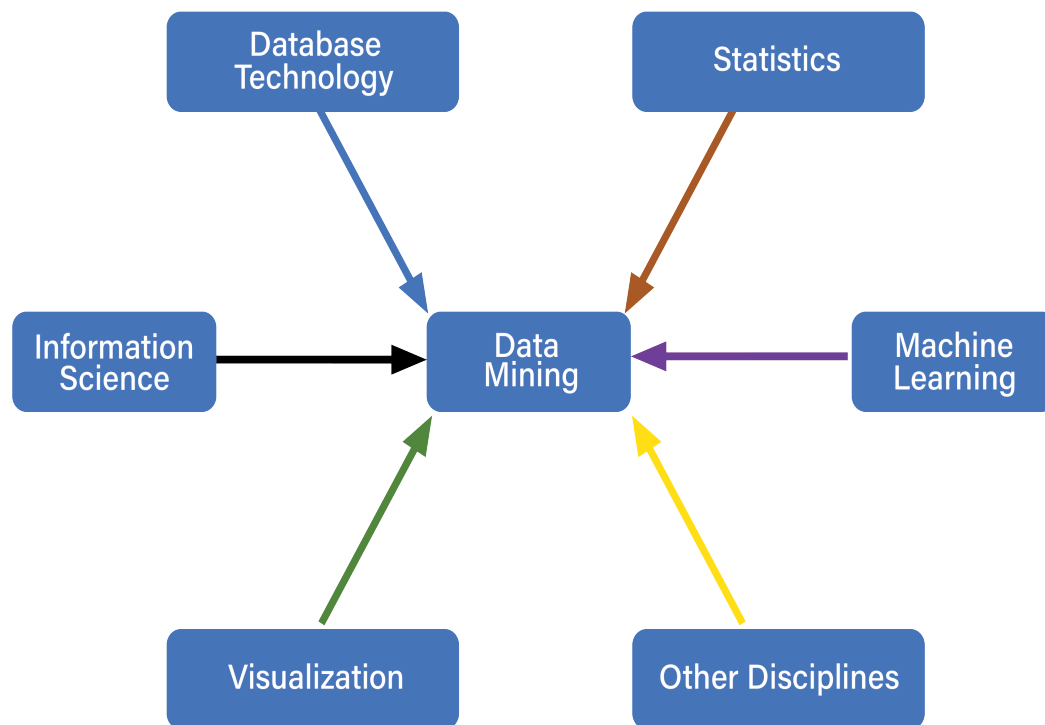 Database
Technology
Statistics
Information
Science
Data
Mining
Machine
Learning
Visualization
Other Disciplines